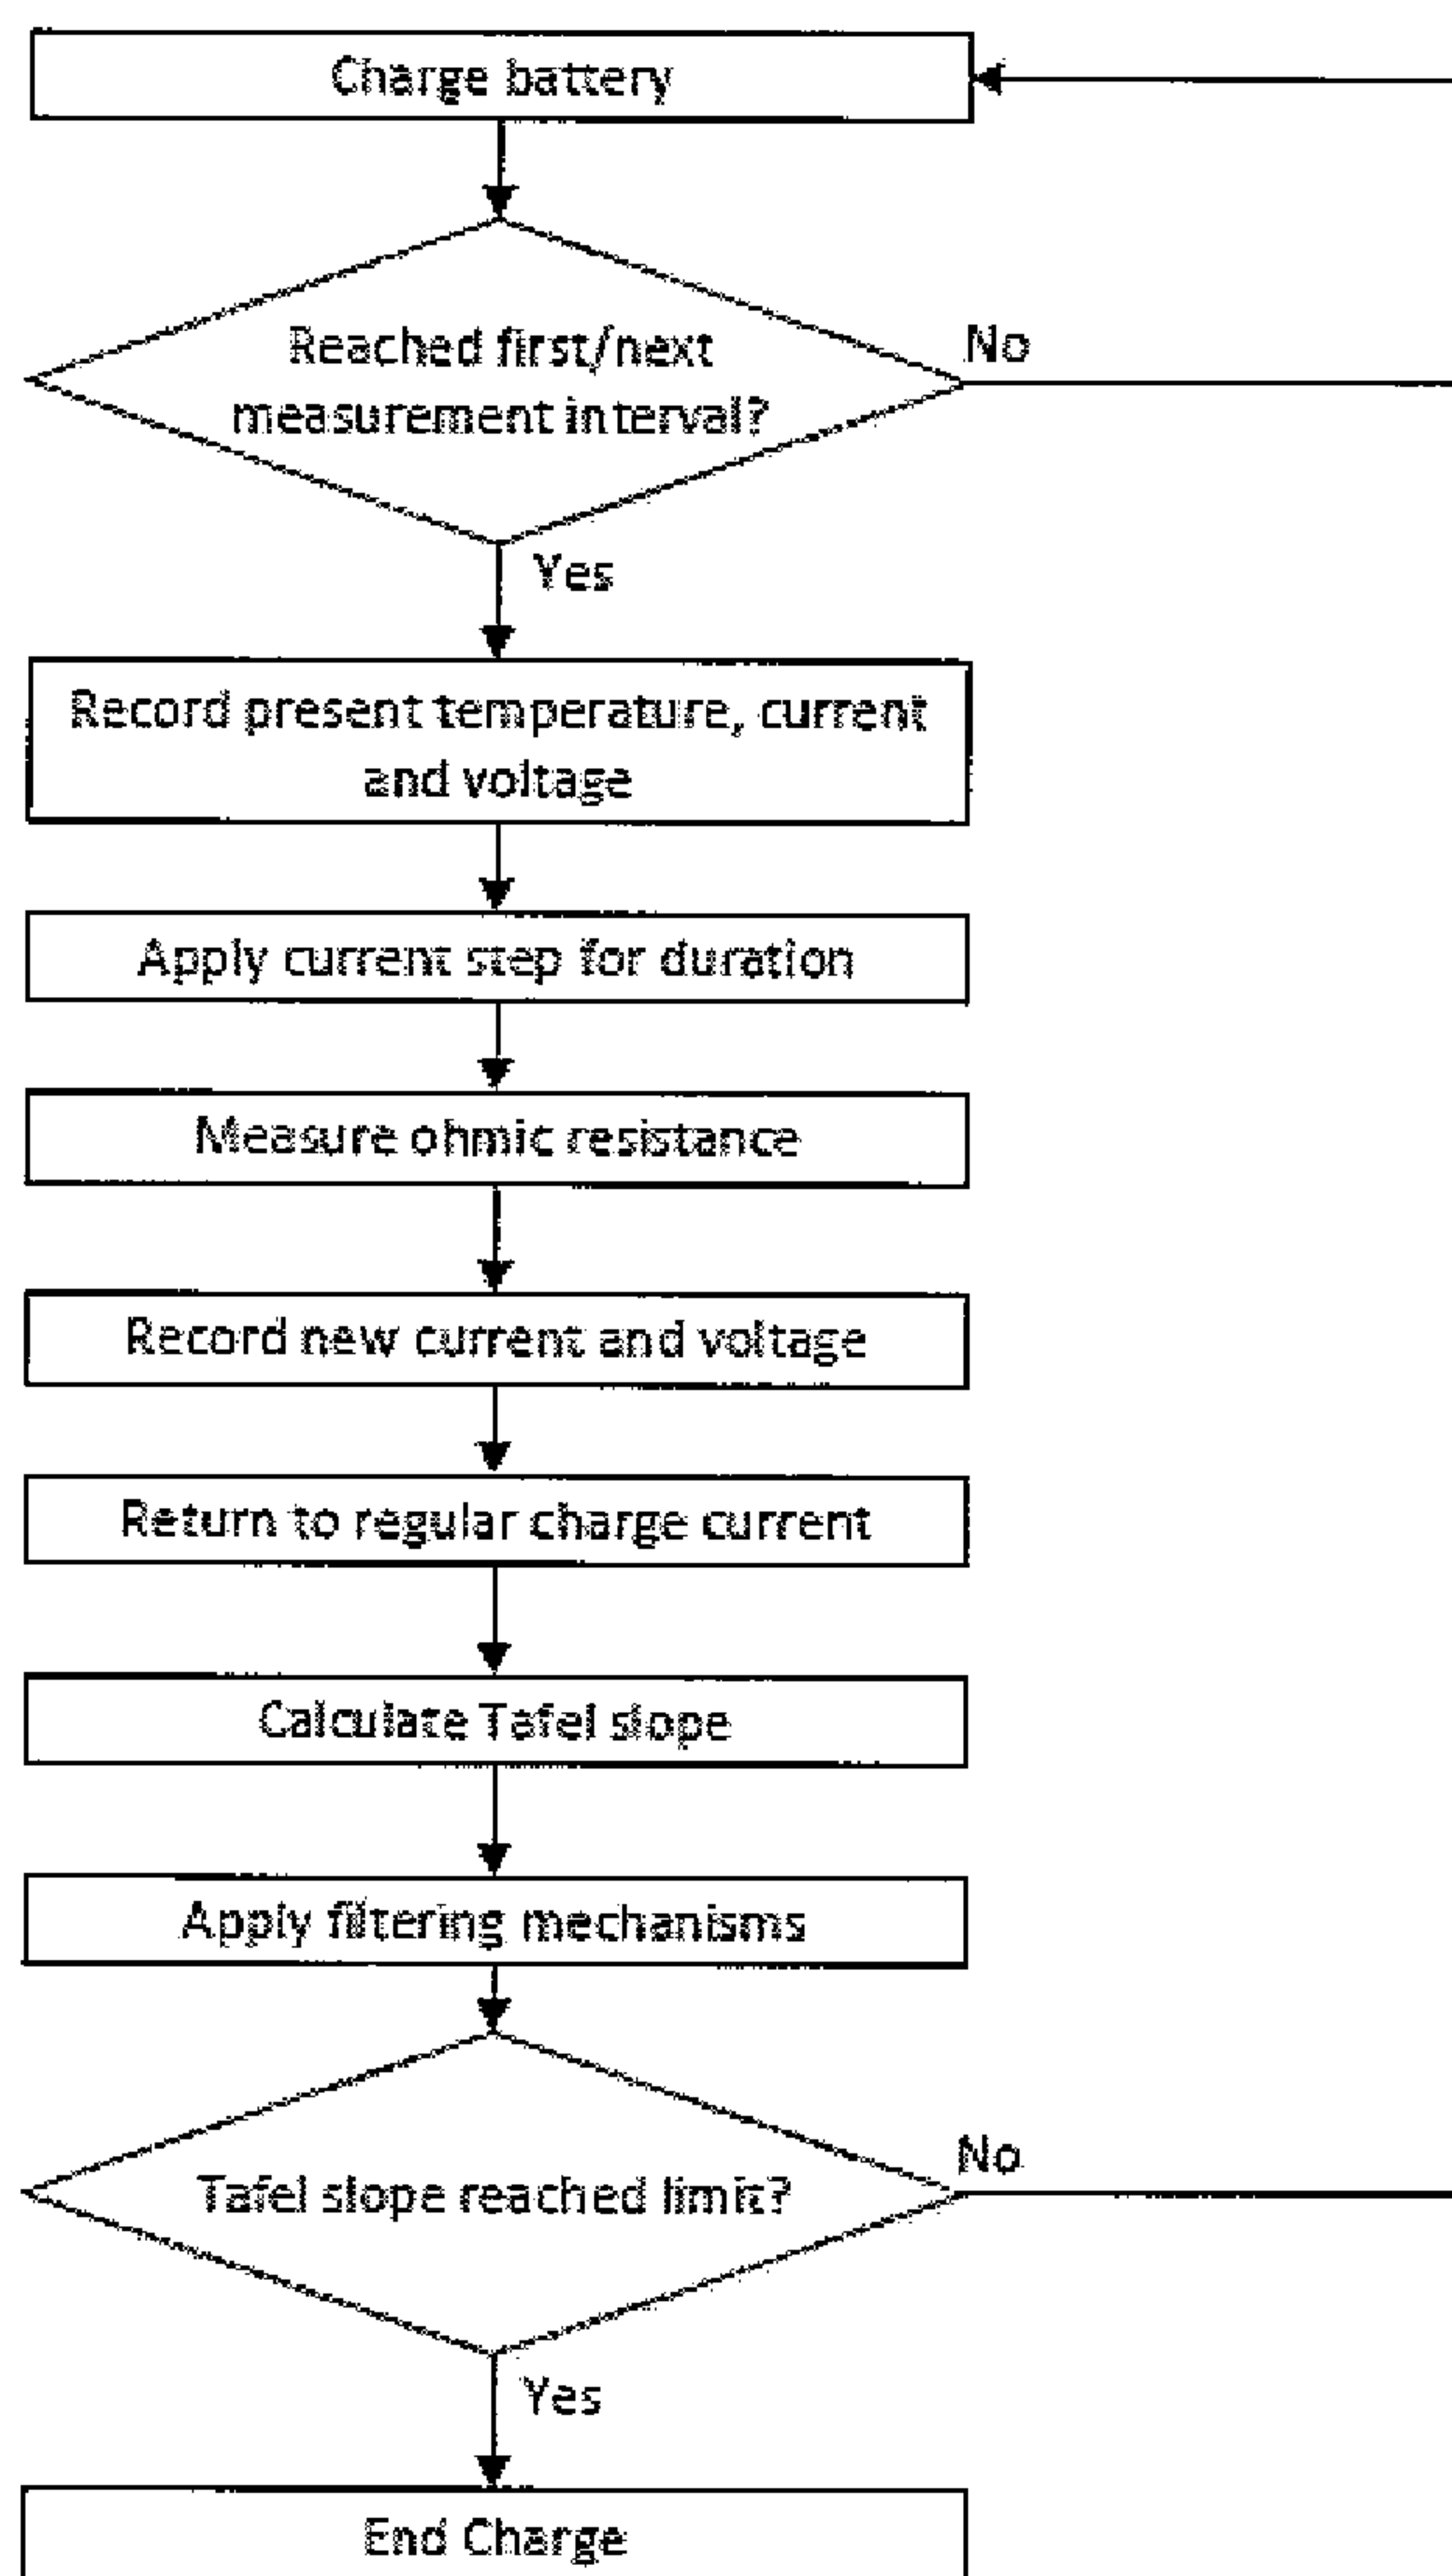 Charge battery
Reached first/next
measurement interval?
No
Yes
Record present temperature, current
and voltage
Apply current step for duration
Measure ohmic resistance
Record new current and voltage
Return to regular charge current
Calculate Tafel slope
Apply filtering mechanisms
Tafel slope reached limit?
No
Yes
End Charge